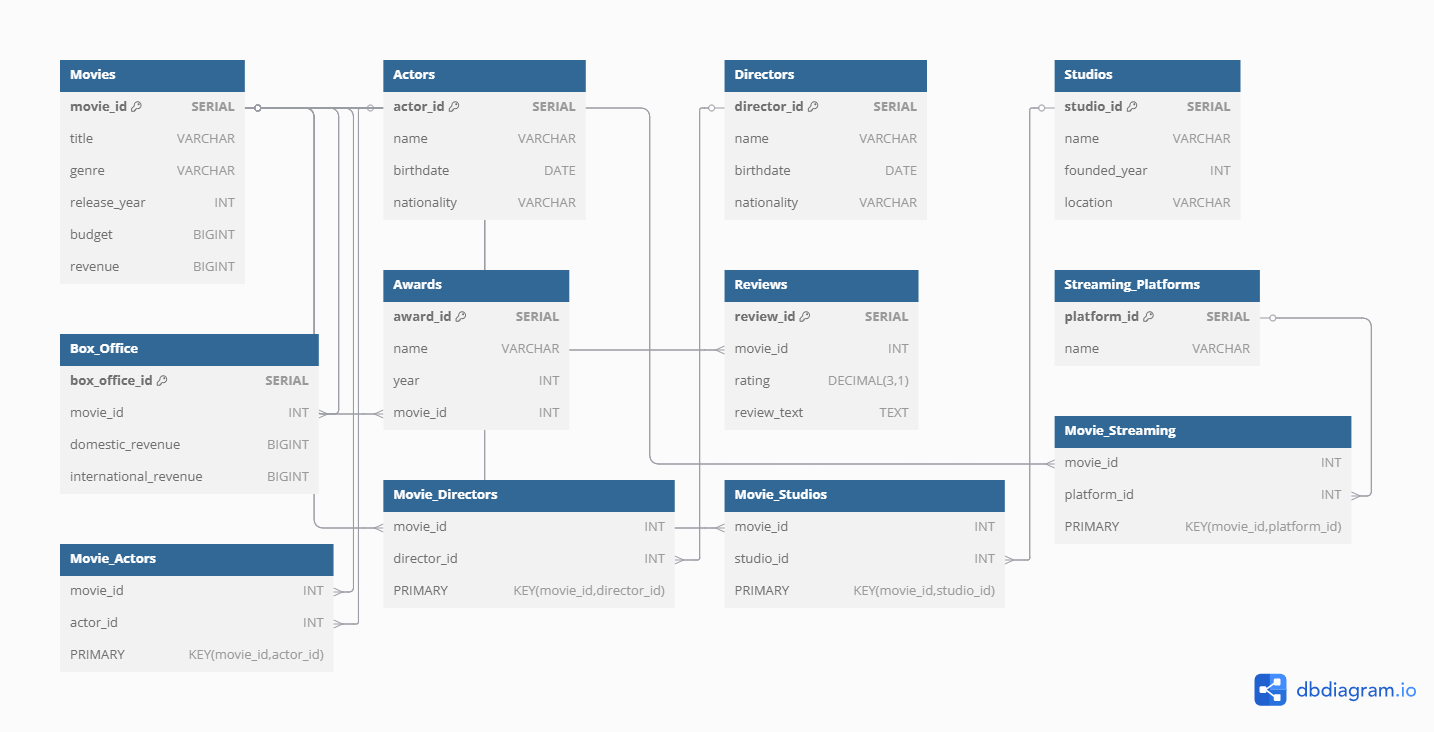 Movies
movie_id SERIAL
title VARCHAR
genre VARCHAR
release_year INT
budget BIGINT
revenue BIGINT
Actors
actor_id SERIAL
name VARCHAR
birthdate DATE
nationality VARCHAR
Directors
director_id SERIAL
name VARCHAR
birthdate DATE
nationality VARCHAR
Studios
studio_id SERIAL
name VARCHAR
founded_year INT
location VARCHAR
Box_Office
box_office_id SERIAL
movie_id INT
domestic_revenue BIGINT
international_revenue BIGINT
Awards
award_id SERIAL
name VARCHAR
year INT
movie_id INT
Reviews
review_id SERIAL
movie_id INT
rating DECIMAL(3,1)
review_text TEXT
Streaming_Platforms
platform_id SERIAL
name VARCHAR
Movie_Streaming
movie_id INT
platform_id INT
PRIMARY KEY(movie_id,platform_id)
Movie_Actors
movie_id INT
actor_id INT
PRIMARY KEY(movie_id,actor_id)
Movie_Directors
movie_id INT
director_id INT
PRIMARY KEY(movie_id,director_id)
Movie_Studios
movie_id INT
studio_id INT
PRIMARY KEY(movie_id,studio_id)
dbdiagram.io